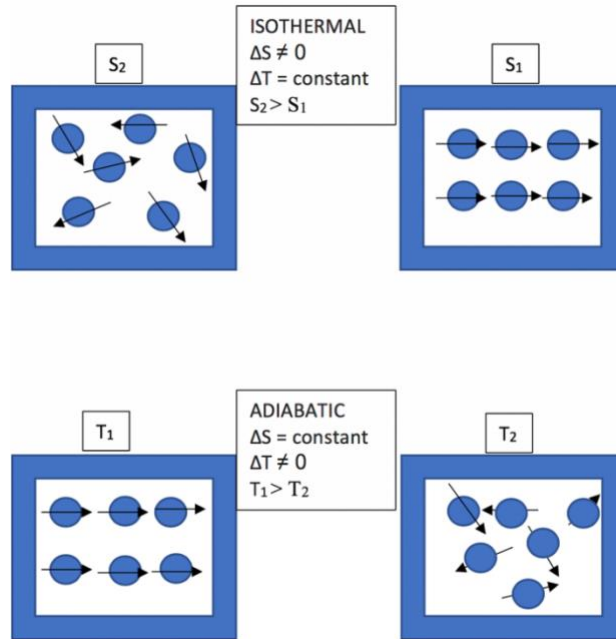 S₂
ISOTHERMAL
ΔS ≠ 0
ΔT = constant
S₂> S₁
S₁
T₁
ADIABATIC
ΔS = constant
ΔT ≠ 0
T₁> T₂
T₂